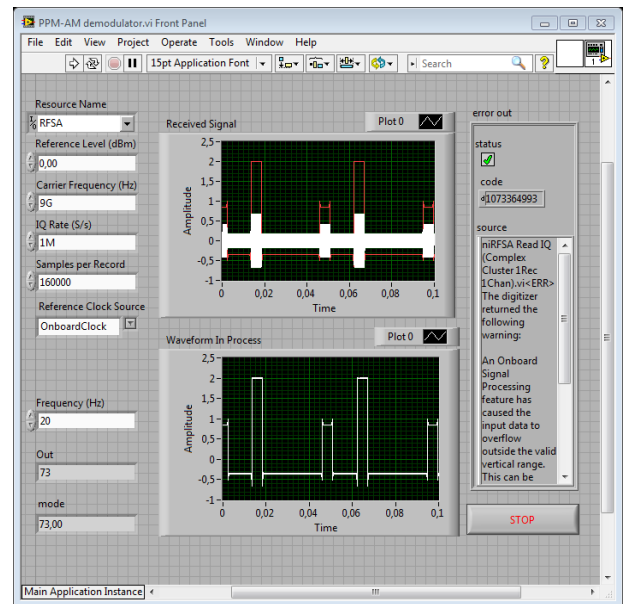 PPM-AM demodulator.vi Front Panel
File Edit View Project Operate Tools Window Help
15pt Application Font
Search
1
Resource Name
RFSA
Reference Level (dBm)
0,00
Carrier Frequency (Hz)
9G
IQ Rate (S/s)
1M
Samples per Record
160000
Reference Clock Source
OnboardClock
Frequency (Hz)
20
Out
73
mode
73,00
Received Signal
Plot 0
Amplitude
2,5
2
1,5
1
0,5
0
-0,5
-1
0 0,02 0,04 0,06 0,08 0,1
Time
Waveform In Process
Plot 0
Amplitude
2,5
2
1,5
1
0,5
0
-0,5
-1
0 0,02 0,04 0,06 0,08 0,1
Time
error out
status
code
d1073364993
source
niRFSA Read IQ
(Complex
Cluster 1Rec
1Chan).vi<ERR>
The digitizer
returned the
following
warning:
An Onboard
Signal
Processing
feature has
caused the
input data to
overflow
outside the valid
vertical range.
This can be
STOP
Main Application Instance